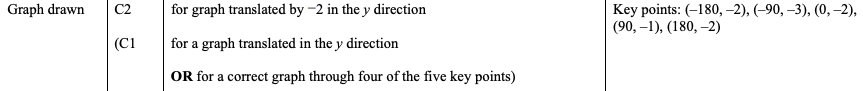 Graph drawn C2 for graph translated by −2 in the y direction Key points: (−180, −2), (−90, −3), (0, −2),
(90, −1), (180, −2)
(C1 for a graph translated in the y direction
OR for a correct graph through four of the five key points)